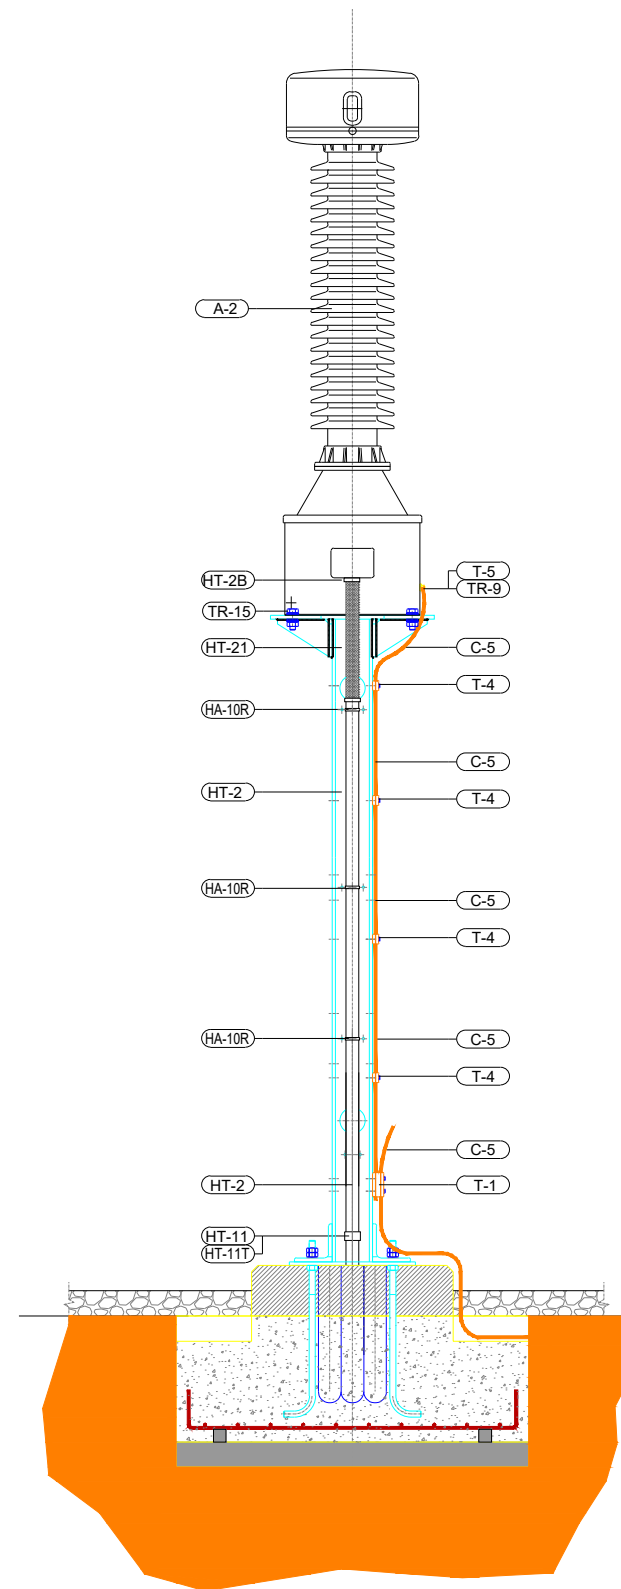 A-2
T-5
HT-2B
TR-9
TR-15
HT-21
C-5
T-4
HA-10R
C-5
HT-2
T-4
HA-10R
C-5
T-4
HA-10R
C-5
T-4
C-5
HT-2
T-1
HT-11
HT-11T